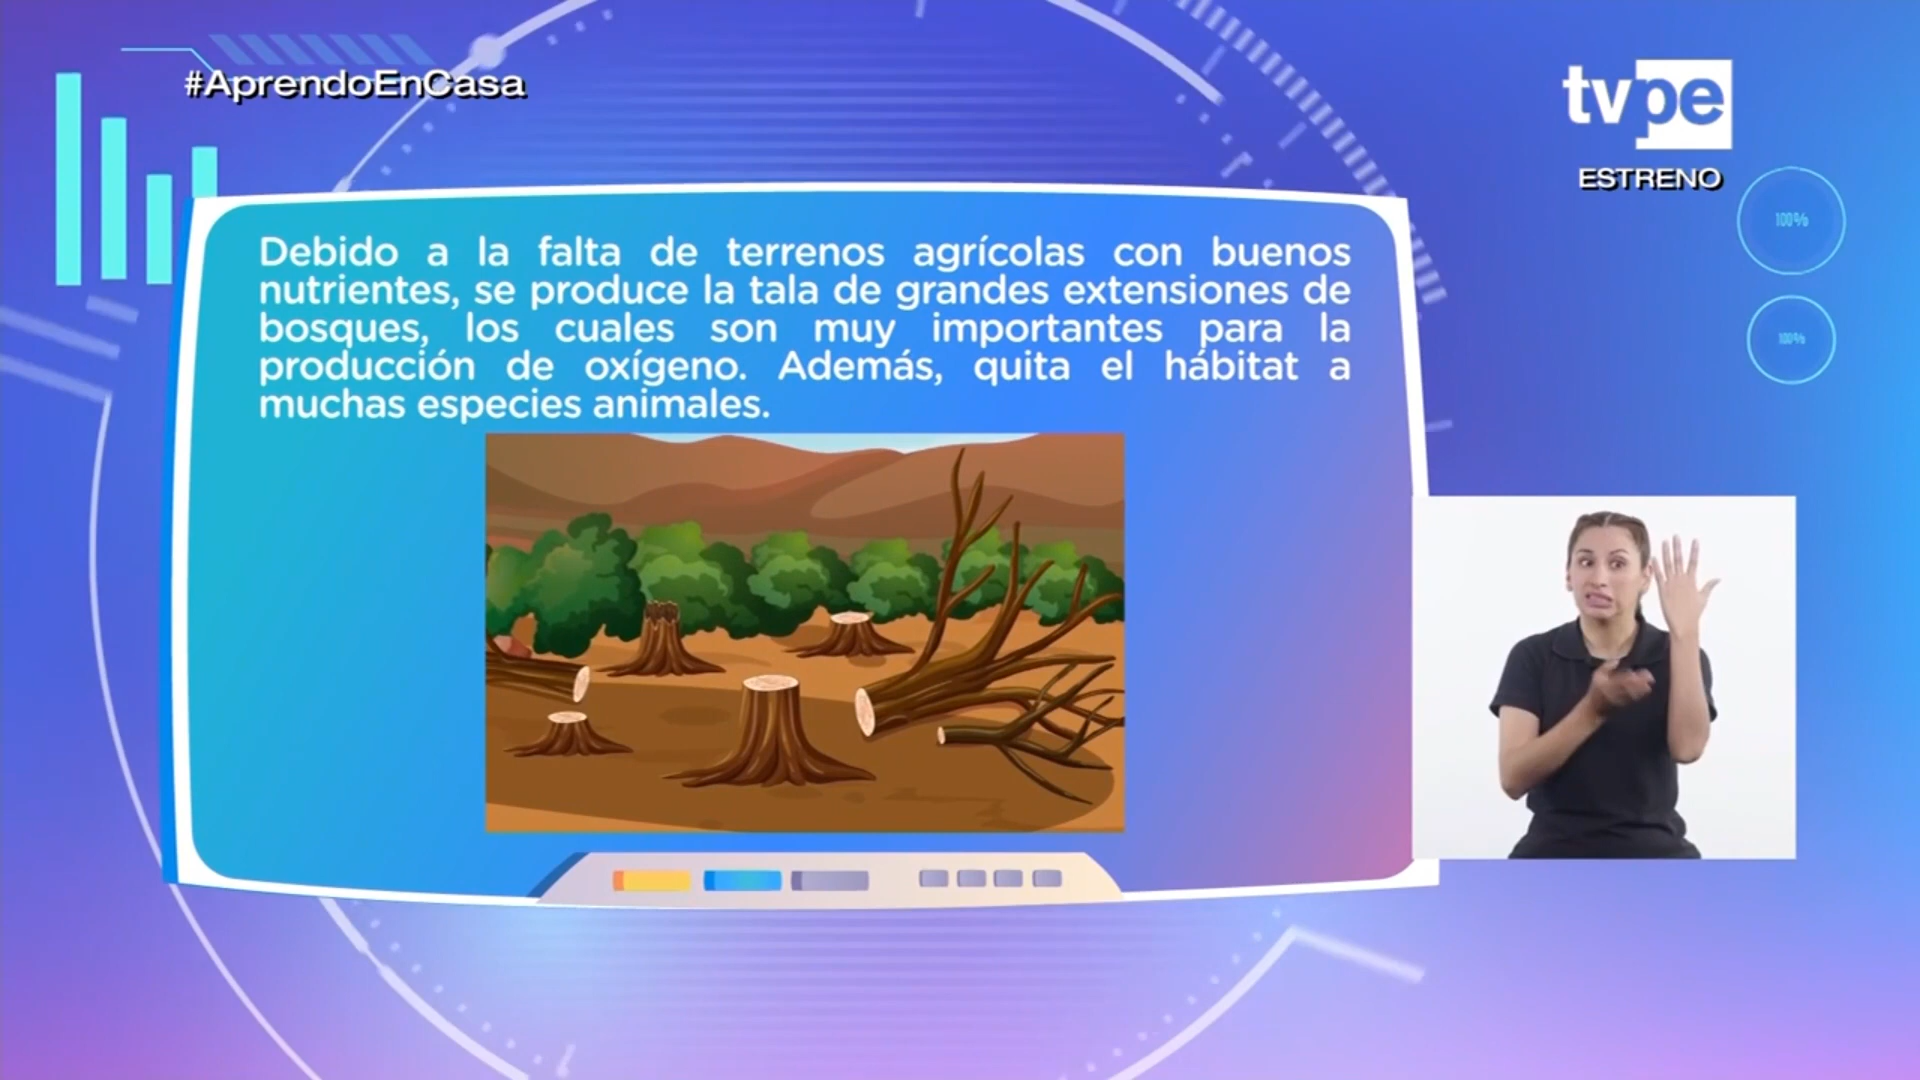 #AprendoEnCasa
tvpe
ESTRENO
100%
100%
Debido a la falta de terrenos agrícolas con buenos
nutrientes, se produce la tala de grandes extensiones de
bosques, los cuales son muy importantes para la
producción de oxígeno. Además, quita el hábitat a
muchas especies animales.